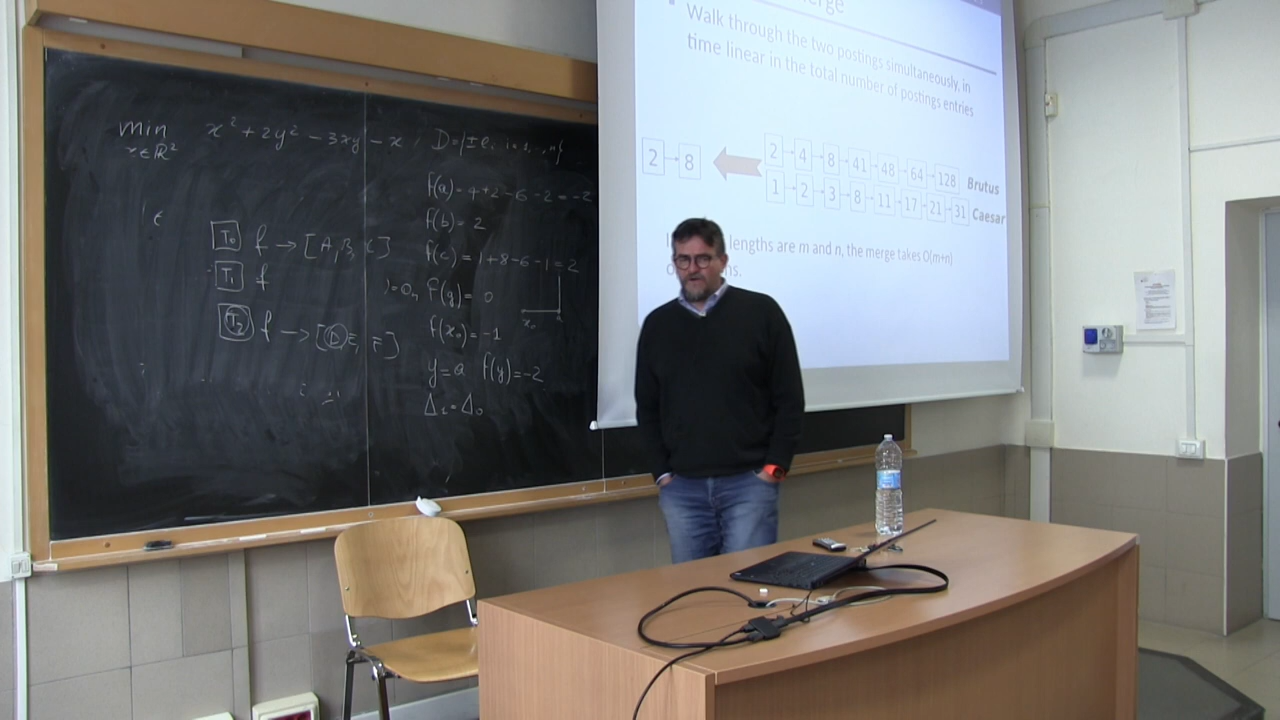 min x² + 2y² - 3xy - x, D={±e_i i=1,..,n}
x∈ℝ²
f(a) = 4+2-6-2 = -2
f(b) = 2
T₀ f → [A, B, C]
f(c) = 1+8-6-1 = 2
T₁ f
f(q) = 0
x₀ a
T₂ f → [D, E, F]
f(x₀) = -1
y = a f(y) = -2
Walk through the two postings simultaneously, in
time linear in the total number of postings entries
2 8
2 4 8 41 48 64 128 Brutus
1 2 3 8 11 17 21 31 Caesar
lengths are m and n, the merge takes O(m+n)